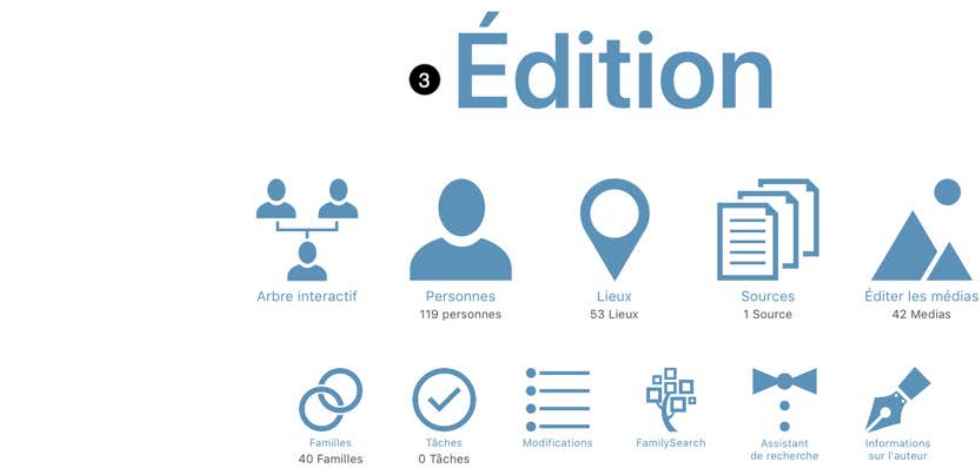 3 Édition
Arbre interactif
Personnes
119 personnes
Lieux
53 Lieux
Sources
1 Source
Éditer les médias
42 Medias
Familles
40 Familles
Tâches
0 Tâches
Modifications
FamilySearch
Assistant
de recherche
Informations
sur l'auteur